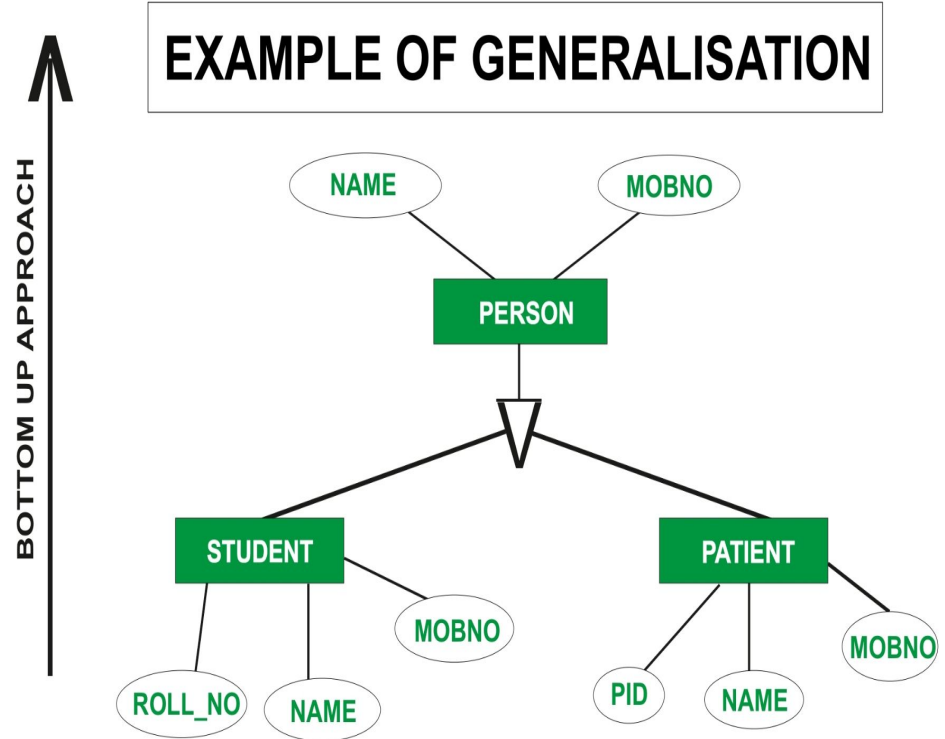 EXAMPLE OF GENERALISATION
BOTTOM UP APPROACH
NAME
MOBNO
PERSON
STUDENT
PATIENT
MOBNO
MOBNO
ROLL_NO
NAME
PID
NAME